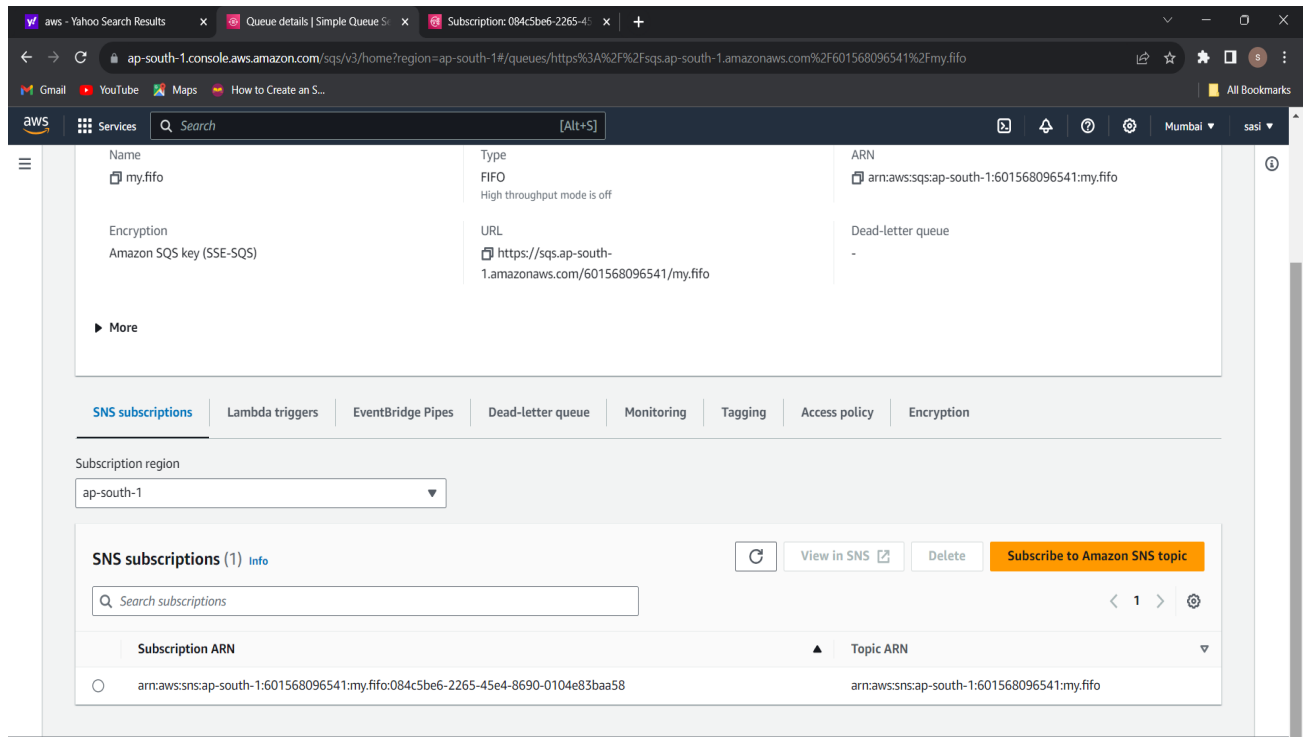 aws - Yahoo Search Results
Queue details | Simple Queue Se
Subscription: 084c5be6-2265-45
ap-south-1.console.aws.amazon.com/sqs/v3/home?region=ap-south-1#/queues/https%3A%2F%2Fsqs.ap-south-1.amazonaws.com%2F601568096541%2Fmy.fifo
S
Gmail YouTube Maps How to Create an S... All Bookmarks
aws Services Search [Alt+S] Mumbai ▼ sasi ▼
Name Type ARN
my.fifo FIFO arn:aws:sqs:ap-south-1:601568096541:my.fifo
High throughput mode is off
Encryption URL Dead-letter queue
Amazon SQS key (SSE-SQS) https://sqs.ap-south- -
1.amazonaws.com/601568096541/my.fifo
More
SNS subscriptions Lambda triggers EventBridge Pipes Dead-letter queue Monitoring Tagging Access policy Encryption
Subscription region
ap-south-1
SNS subscriptions (1) Info View in SNS Delete Subscribe to Amazon SNS topic
Search subscriptions 1
Subscription ARN Topic ARN
arn:aws:sns:ap-south-1:601568096541:my.fifo:084c5be6-2265-45e4-8690-0104e83baa58 arn:aws:sns:ap-south-1:601568096541:my.fifo